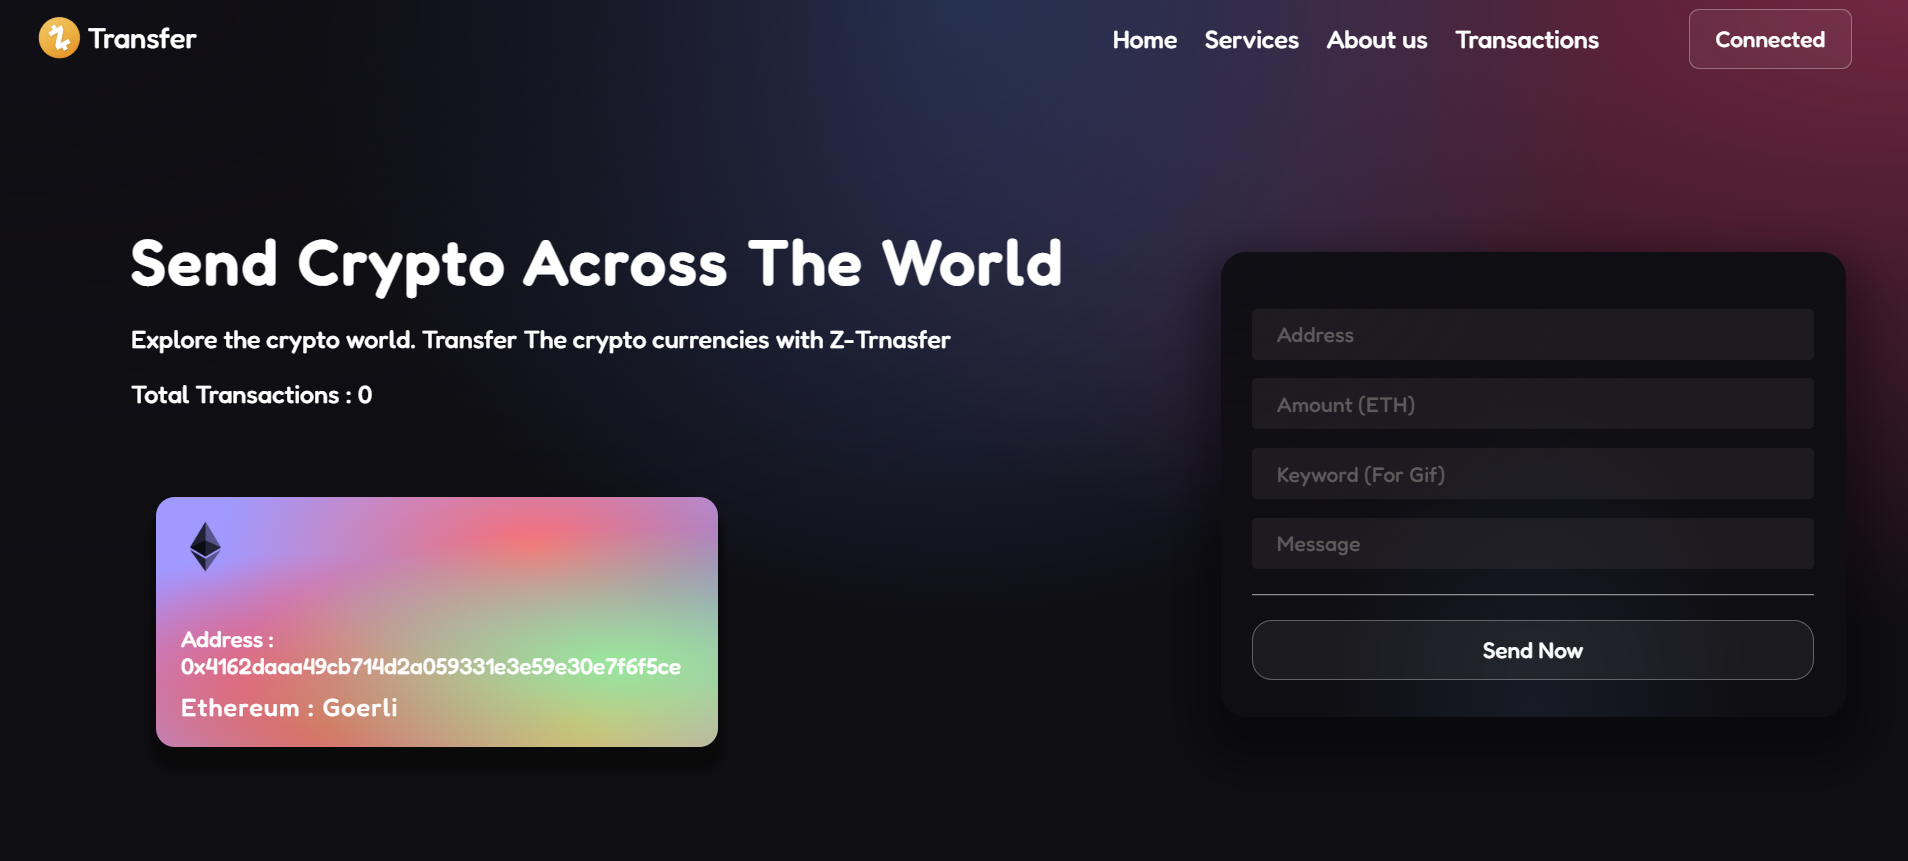 Transfer
Home Services About us Transactions Connected
Send Crypto Across The World
Explore the crypto world. Transfer The crypto currencies with Z-Trnasfer
Total Transactions : 0
Address :
0x4162daaa49cb714d2a059331e3e59e30e7f6f5ce
Ethereum : Goerli
Address
Amount (ETH)
Keyword (For Gif)
Message
Send Now